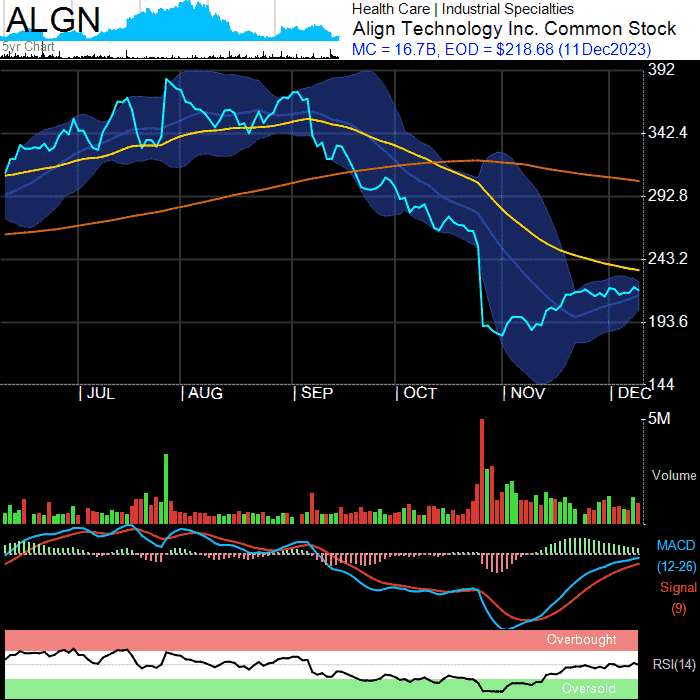 ALGN
5yr Chart
Health Care | Industrial Specialties
Align Technology Inc. Common Stock
MC = 16.7B, EOD = $218.68 (11Dec2023)
392
342.4
292.8
243.2
193.6
144
| JUL | AUG | SEP | OCT | NOV | DEC
5M
Volume
MACD
(12-26)
Signal
(9)
Overbought
RSI(14)
Oversold